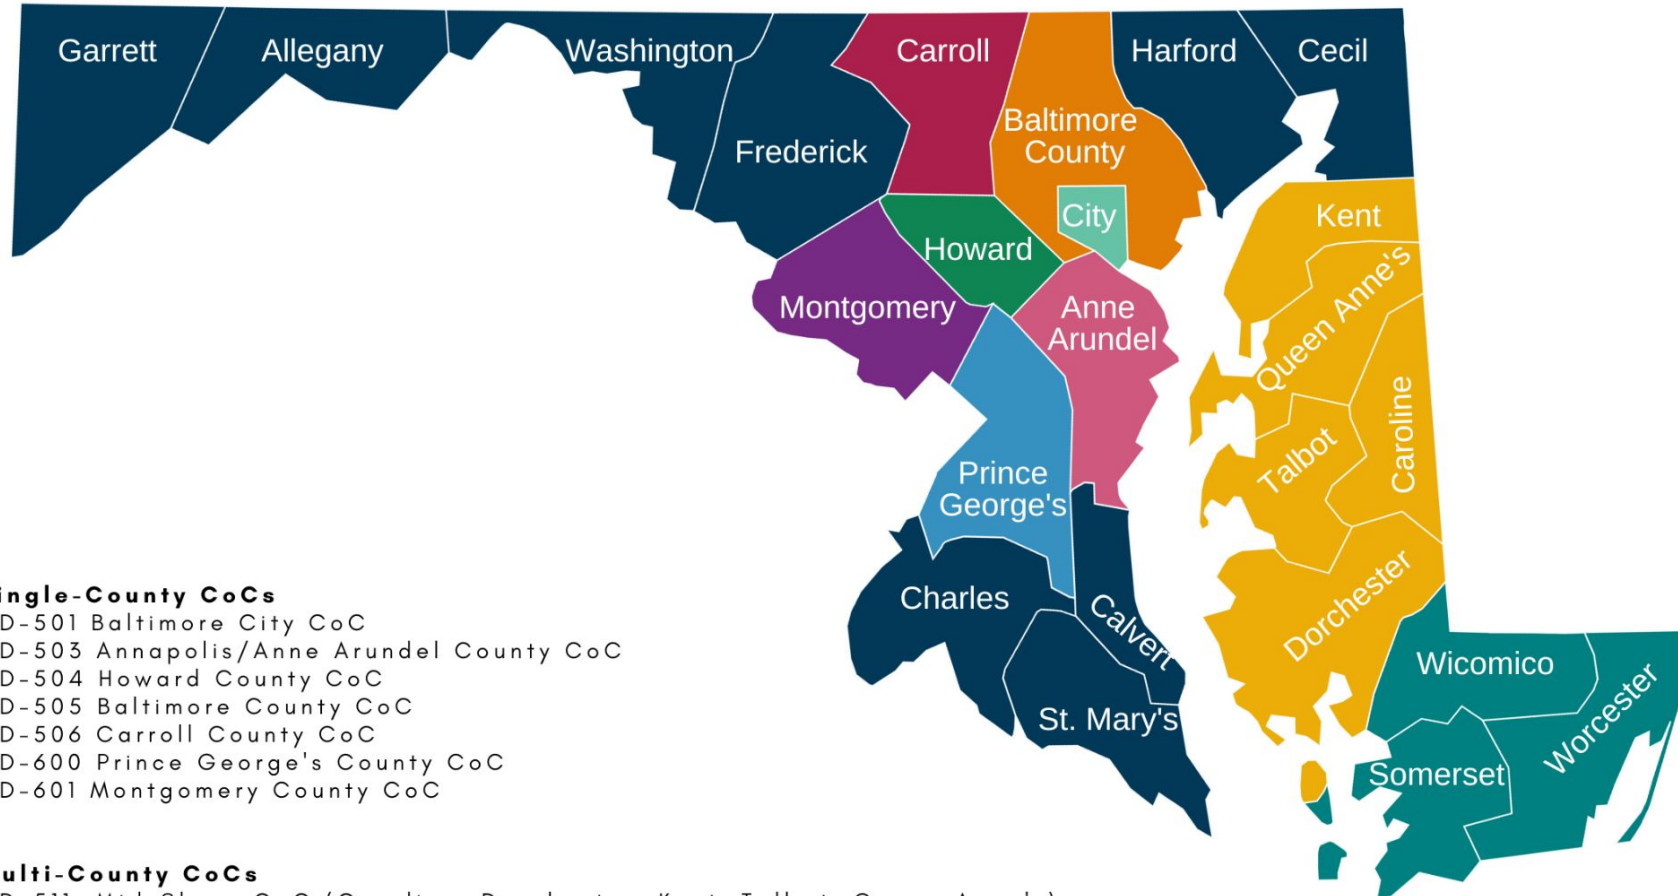 Garrett
Allegany
Washington
Carroll
Harford
Cecil
Baltimore
County
Frederick
City
Kent
Howard
Queen Anne's
Montgomery
Anne
Arundel
Caroline
Talbot
Prince
George's
Dorchester
Charles
Calvert
Wicomico
St. Mary's
Worcester
Somerset
ingle-County CoCs
D-501 Baltimore City CoC
D-503 Annapolis/Anne Arundel County CoC
D-504 Howard County CoC
D-505 Baltimore County CoC
D-506 Carroll County CoC
D-600 Prince George's County CoC
D-601 Montgomery County CoC
ulti-County CoCs